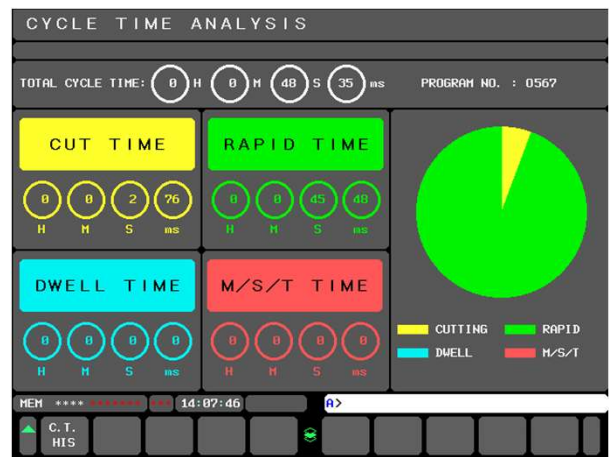 CYCLE TIME ANALYSIS
TOTAL CYCLE TIME: 0 H 0 M 48 S 35 ms PROGRAM NO. : 0567
CUT TIME
0 0 2 76
H M S ms
RAPID TIME
0 0 45 48
H M S ms
DWELL TIME
0 0 0 0
H M S ms
M/S/T TIME
0 0 0 0
H M S ms
CUTTING RAPID
DWELL M/S/T
MEM **** ******* *** 14:07:46 A>
C.T.
HIS